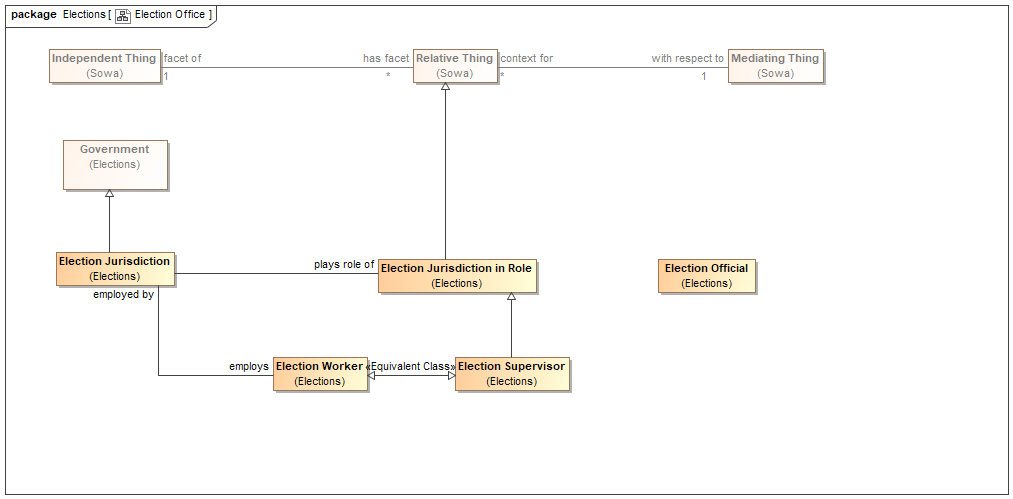 package Elections [ Election Office ]
Independent Thing
(Sowa)
facet of
1
has facet
*
Relative Thing
(Sowa)
context for
*
with respect to
1
Mediating Thing
(Sowa)
Government
(Elections)
Election Jurisdiction
(Elections)
employed by
plays role of
Election Jurisdiction in Role
(Elections)
Election Official
(Elections)
employs
Election Worker
(Elections)
«Equivalent Class»
Election Supervisor
(Elections)